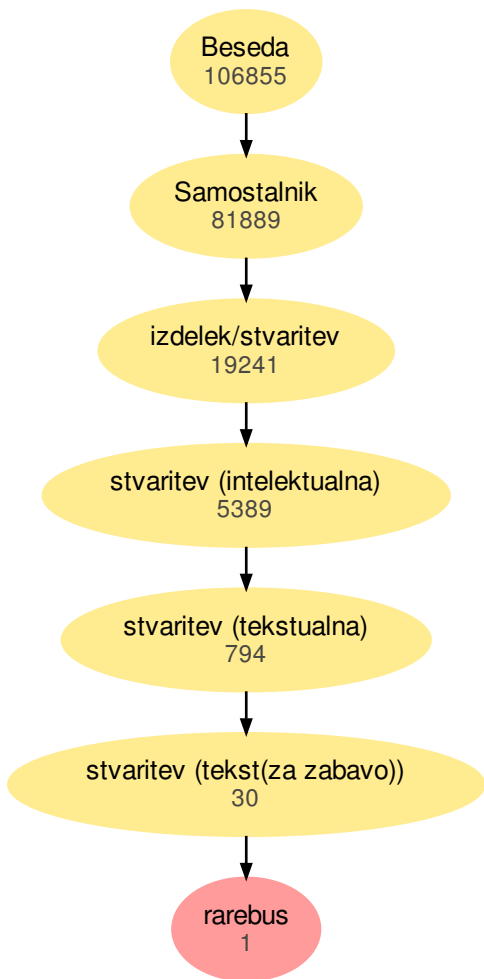 Beseda
106855
Samostalnik
81889
izdelek/stvaritev
19241
stvaritev (intelektualna)
5389
stvaritev (tekstualna)
794
stvaritev (tekst(za zabavo))
30
rarebus
1